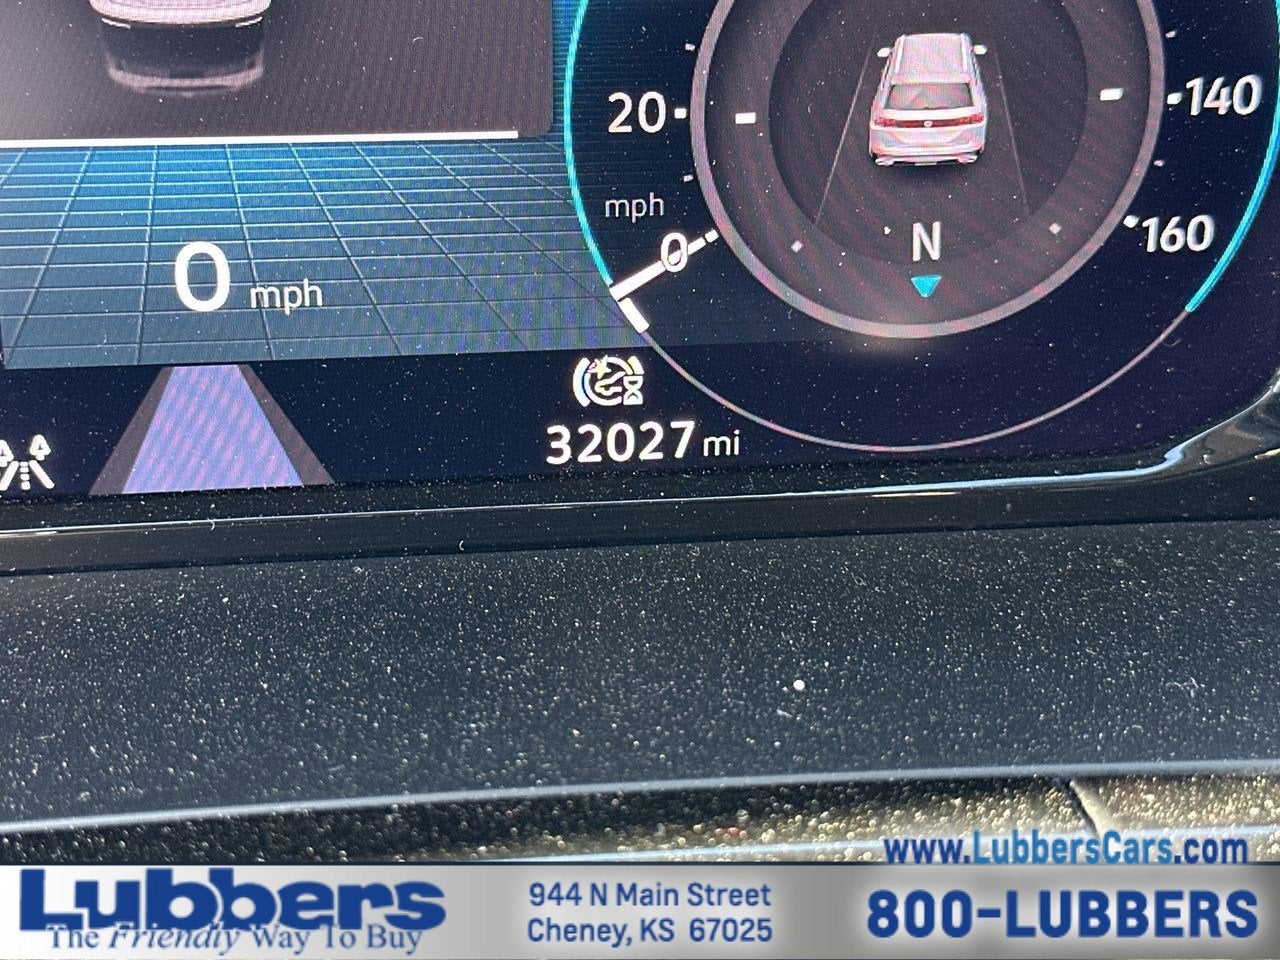 20
140
mph
0
160
N
0 mph
32027 mi
www.LubbersCars.com
Lubbers
The Friendly Way To Buy
944 N Main Street
Cheney, KS 67025
800-LUBBERS